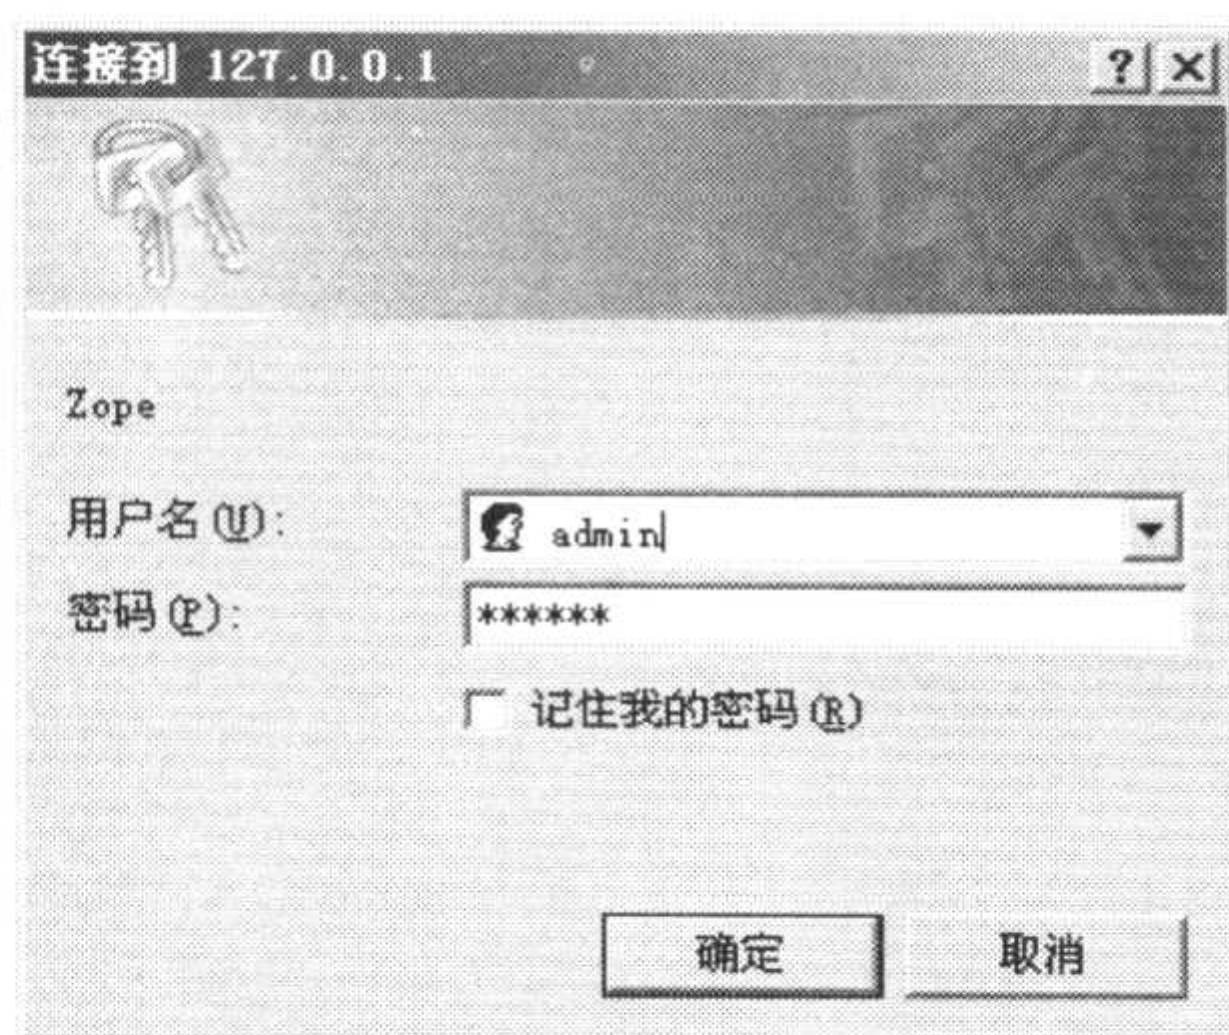 连接到 127.0.0.1
Zope
用户名(U):
admin
密码(P):
******
记住我的密码(R)
确定
取消